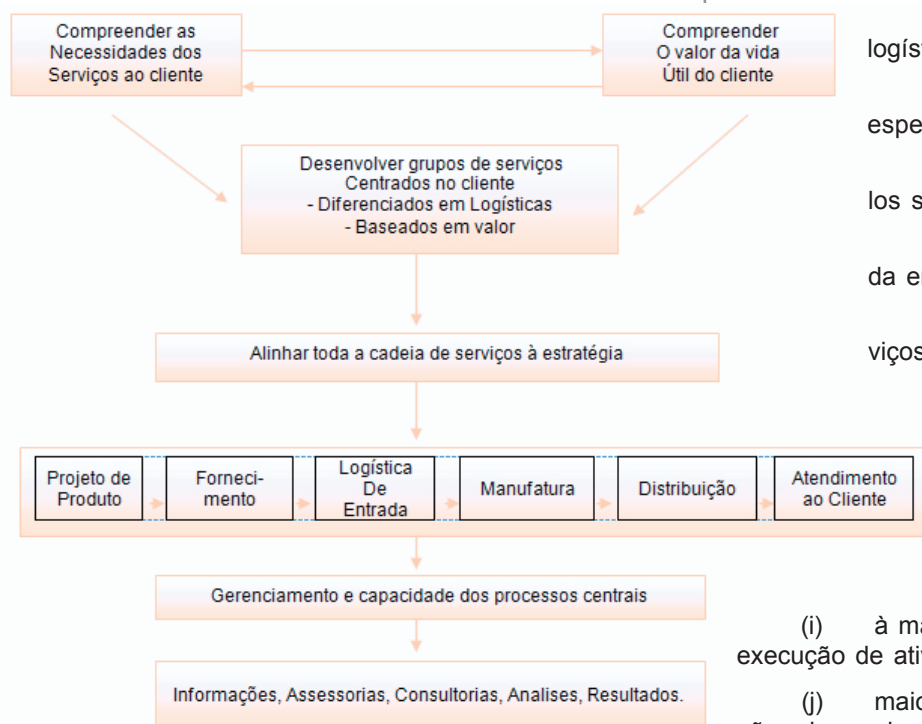 Compreender as
Necessidades dos
Serviços ao cliente
Compreender
O valor da vida
Útil do cliente
Desenvolver grupos de serviços
Centrados no cliente
- Diferenciados em Logísticas
- Baseados em valor
Alinhar toda a cadeia de serviços à estratégia
Projeto de
Produto
Forneci-
mento
Logística
De
Entrada
Manufatura
Distribuição
Atendimento
ao Cliente
Gerenciamento e capacidade dos processos centrais
Informações, Assessorias, Consultorias, Analises, Resultados.
los s
da
(i) à
execução de
(j)